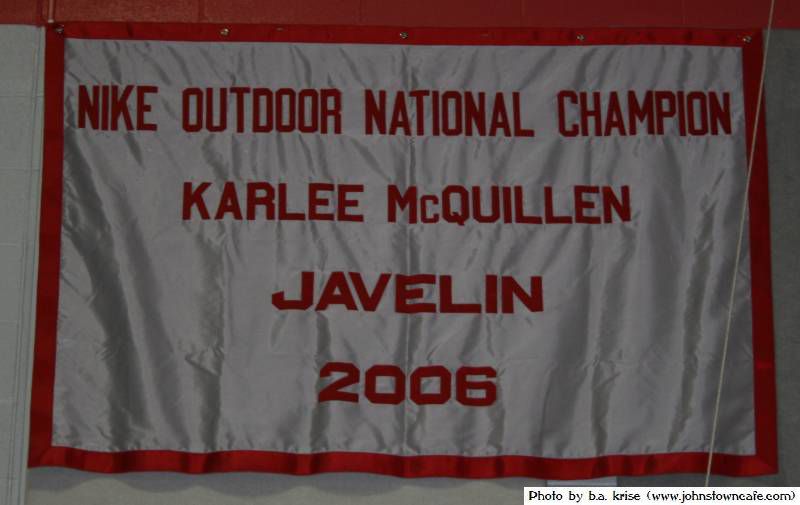 NIKE OUTDOOR NATIONAL CHAMPION
KARLEE McQUILLEN
JAVELIN
2006
Photo by b.a. krise (www.johnstowncafe.com)